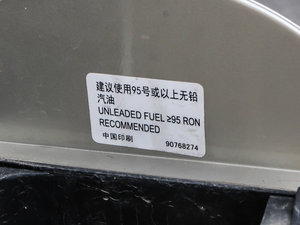 建议使用95号或以上无铅
汽油
UNLEADED FUEL ≥95 RON
RECOMMENDED
中国印刷 90768274